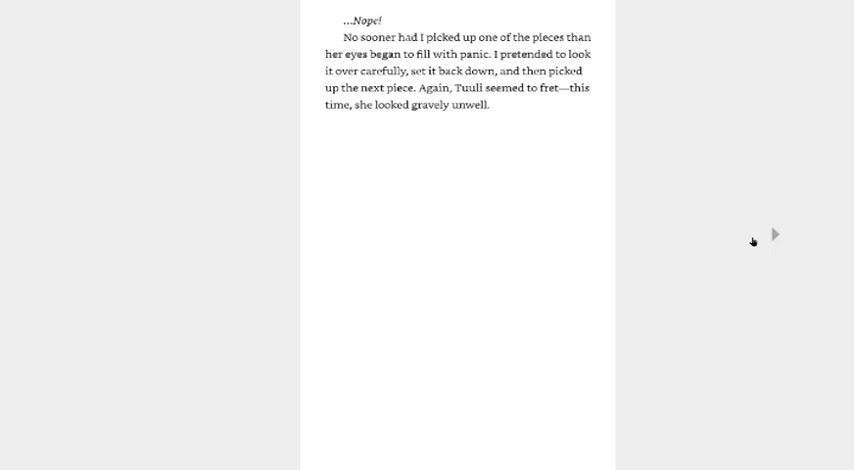 ...Nope!
No sooner had I picked up one of the pieces than
her eyes began to fill with panic. I pretended to look
it over carefully, set it back down, and then picked
up the next piece. Again, Tuuli seemed to fret—this
time, she looked gravely unwell.